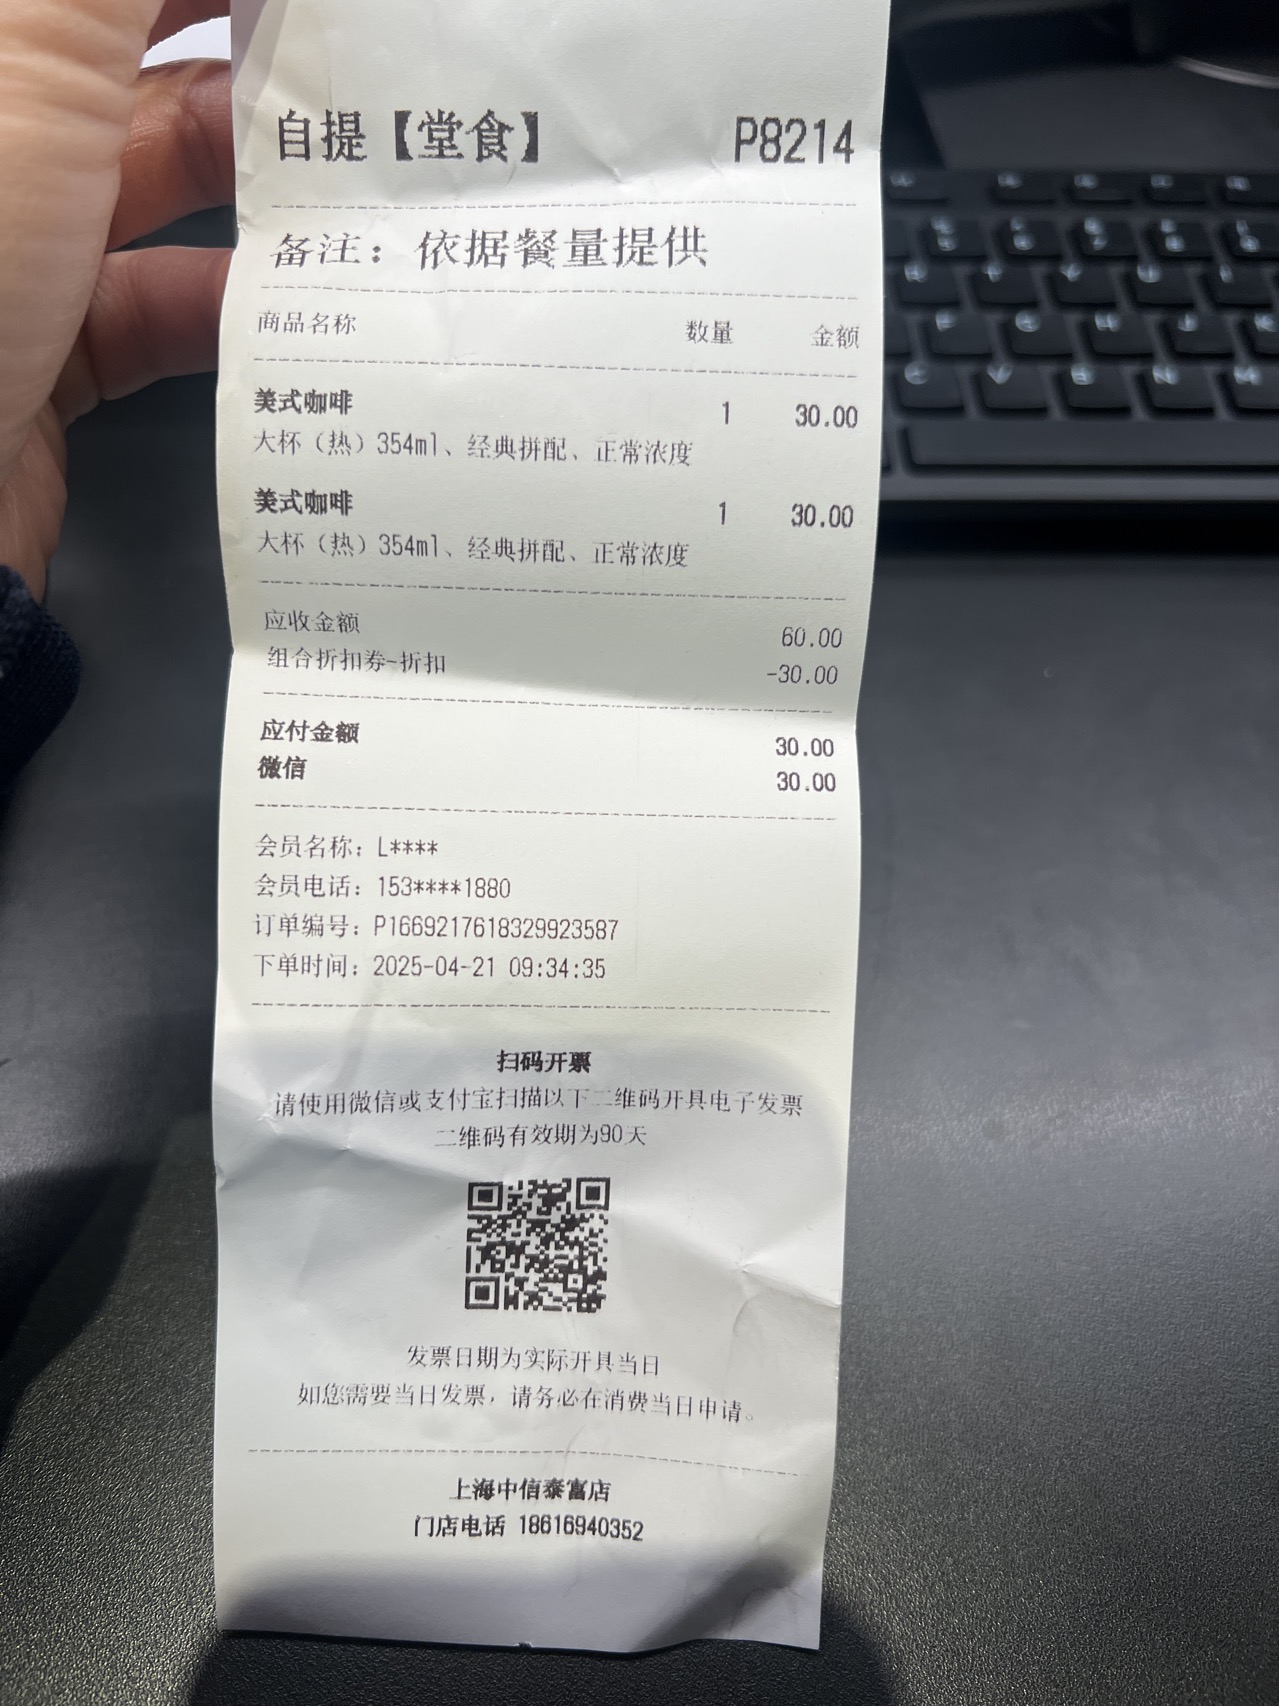 自提【堂食】 P8214
备注：依据餐量提供
商品名称 数量 金额
美式咖啡 1 30.00
大杯（热）354ml、经典拼配、正常浓度
美式咖啡 1 30.00
大杯（热）354ml、经典拼配、正常浓度
应收金额 60.00
组合折扣券-折扣 -30.00
应付金额 30.00
微信 30.00
会员名称：L****
会员电话：153****1880
订单编号：P1669217618329923587
下单时间：2025-04-21 09:34:35
扫码开票
请使用微信或支付宝扫描以下二维码开具电子发票
二维码有效期为90天
发票日期为实际开具当日
如您需要当日发票，请务必在消费当日申请。
上海中信泰富店
门店电话 18616940352